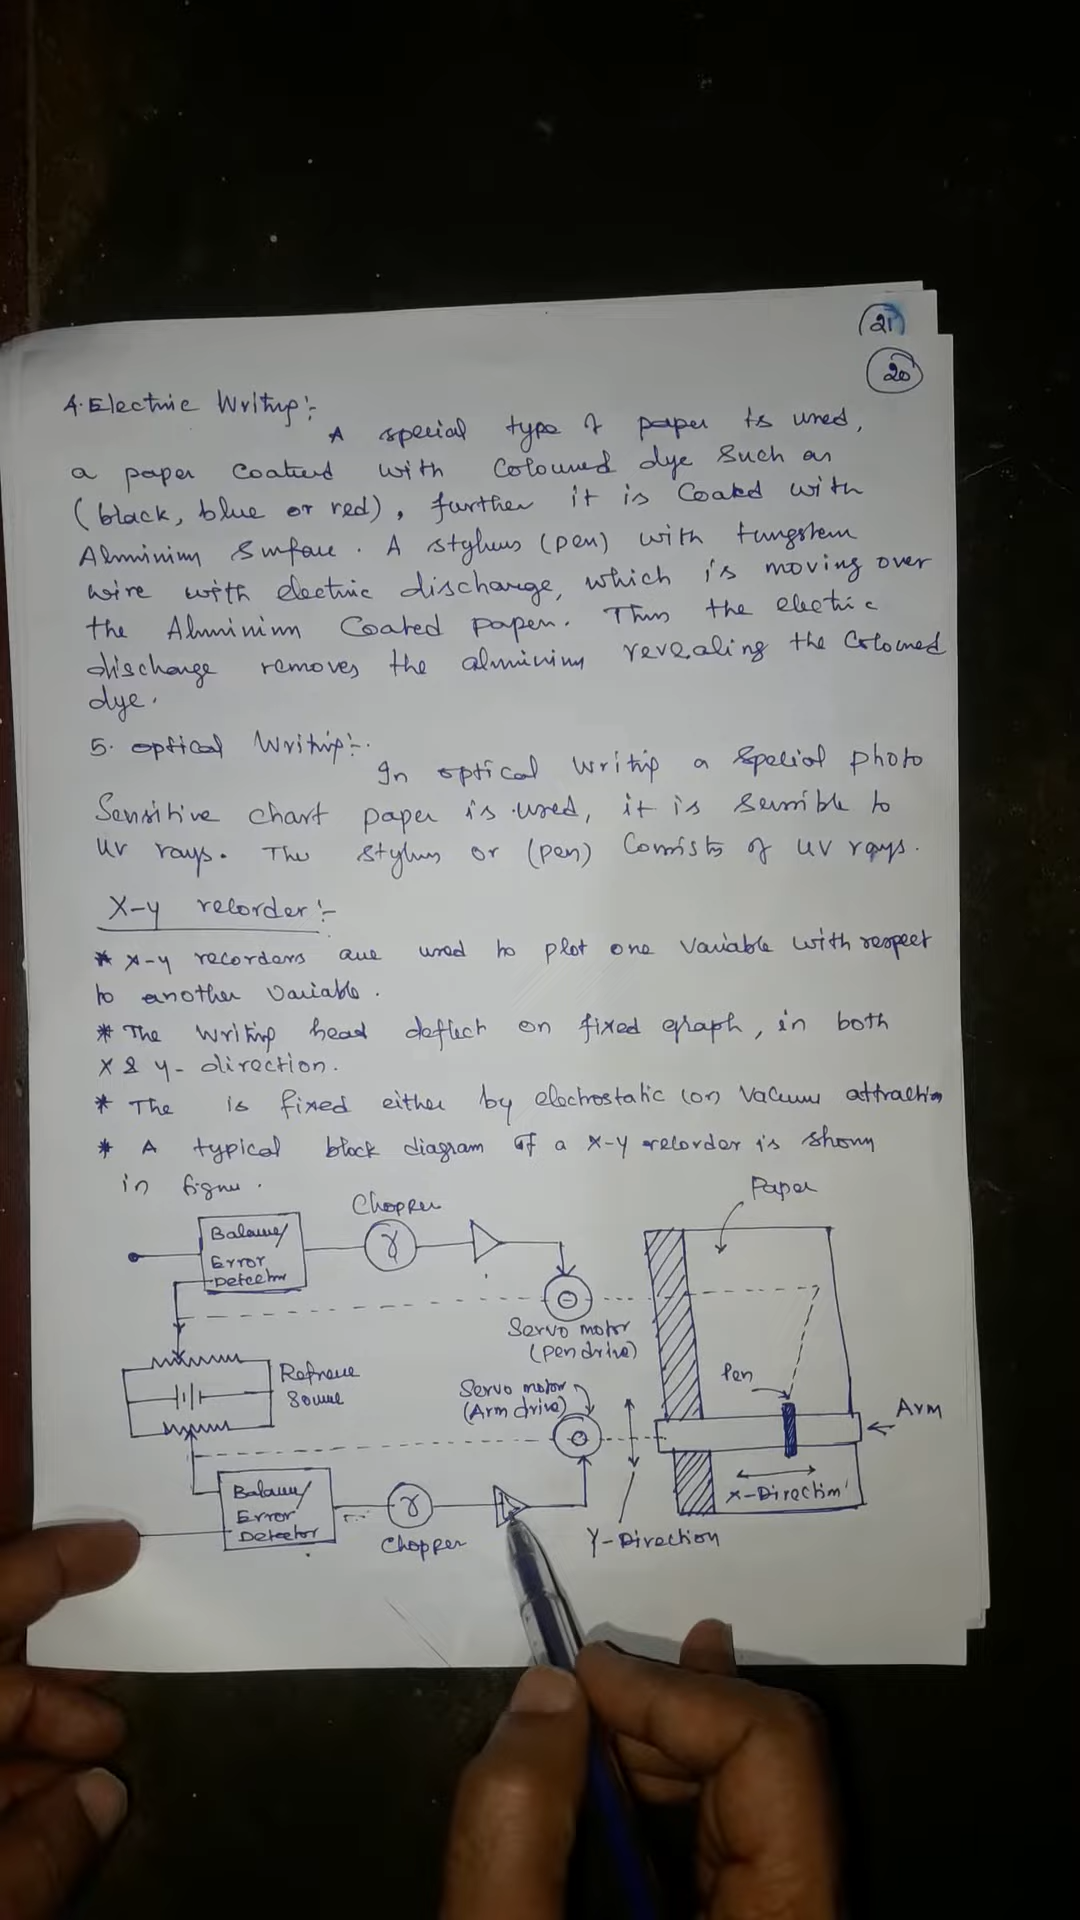 21
20
4. Electric Writing:-
A special type of paper is used,
a paper coated with coloured dye such as
(black, blue or red), further it is coated with
Alminium Surface. A stylus (pen) with tungsten
wire with electric discharge, which is moving over
the Alminium Coated paper. Thus the electric
discharge removes the alminium revealing the coloured
dye.
5. optical Writing:-
In optical writing a special photo
Sensitive chart paper is used, it is sensible to
UV rays. The stylus or (pen) consists of UV rays.
X-y recorder:-
* X-y recorders are used to plot one variable with respect
to another variable.
* The writing head deflect on fixed graph, in both
X & y- direction.
* The is fixed either by electrostatic (or) vacuum attraction
* A typical block diagram of a X-y recorder is shown
in figure.
Paper
Chopper
Balance/
Error
Detector
Servo motor
(pen drive)
Refrence
Source
Servo motor
(Arm drive)
Pen
Arm
X-Direction
Balance/
Error
Detector
Chopper
Y-Direction